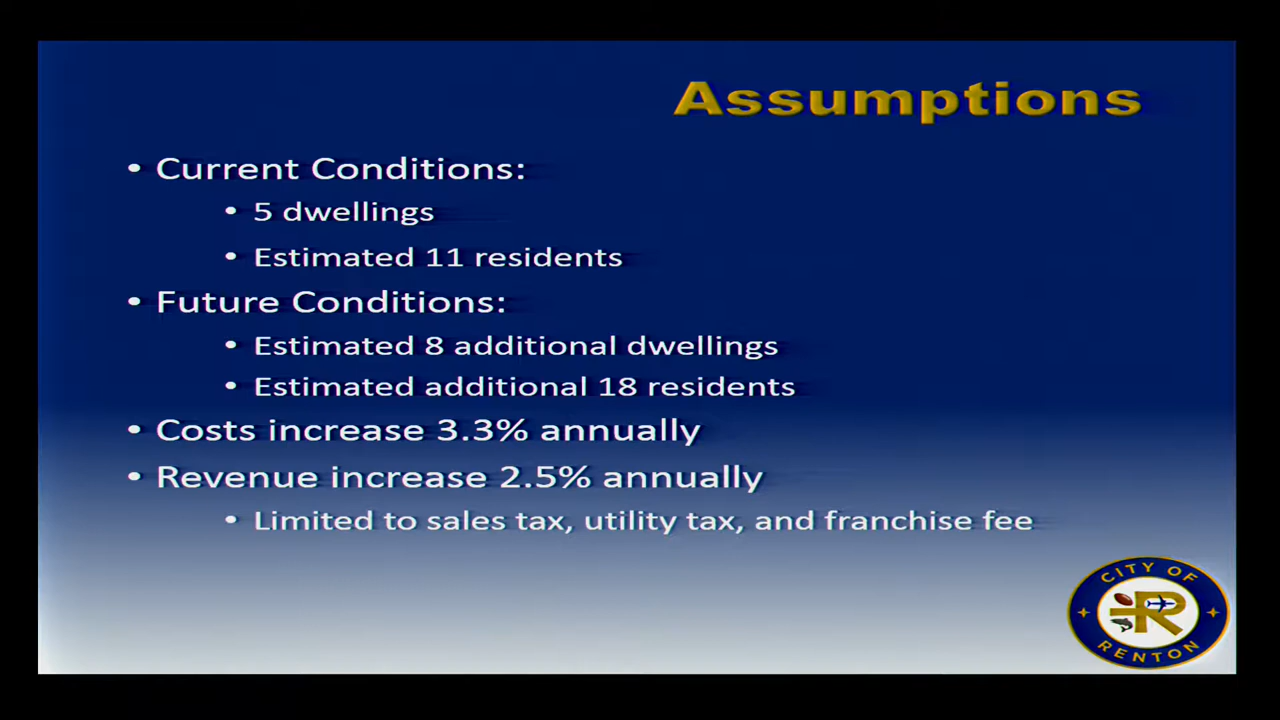 Assumptions
• Current Conditions:
• 5 dwellings
• Estimated 11 residents
• Future Conditions:
• Estimated 8 additional dwellings
• Estimated additional 18 residents
• Costs increase 3.3% annually
• Revenue increase 2.5% annually
• Limited to sales tax, utility tax, and franchise fee
CITY OF
R
RENTON